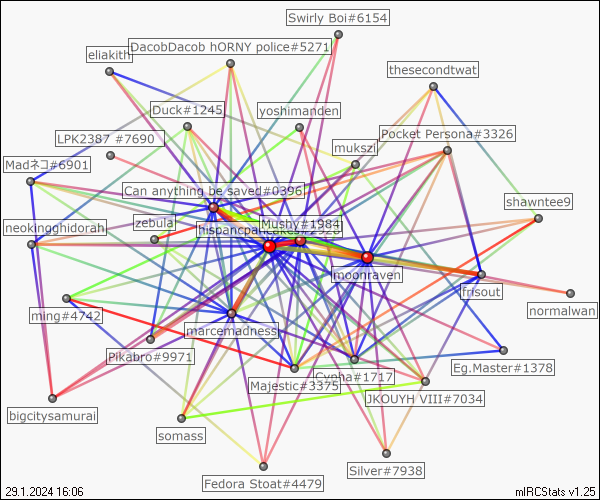 Swirly Boi#6154
DacobDacob hORNY police#5271
eliakith
thesecondtwat
Duck#1245
yoshimanden
Pocket Persona#3326
LPK2387 #7690
mukszi
Madネコ#6901
Can anything be saved#0396
shawntee9
neokingghidorah
zebula
Mushy#1984
moonraven
frisout
normalwan
ming#4742
marcemadness
Pikabro#9971
Eg.Master#1378
Cynha#1717
Majestic#3375
JKOUYH VIII#7034
bigcitysamurai
somass
Silver#7938
Fedora Stoat#4479
29.1.2024 16:06
mIRCStats v1.25